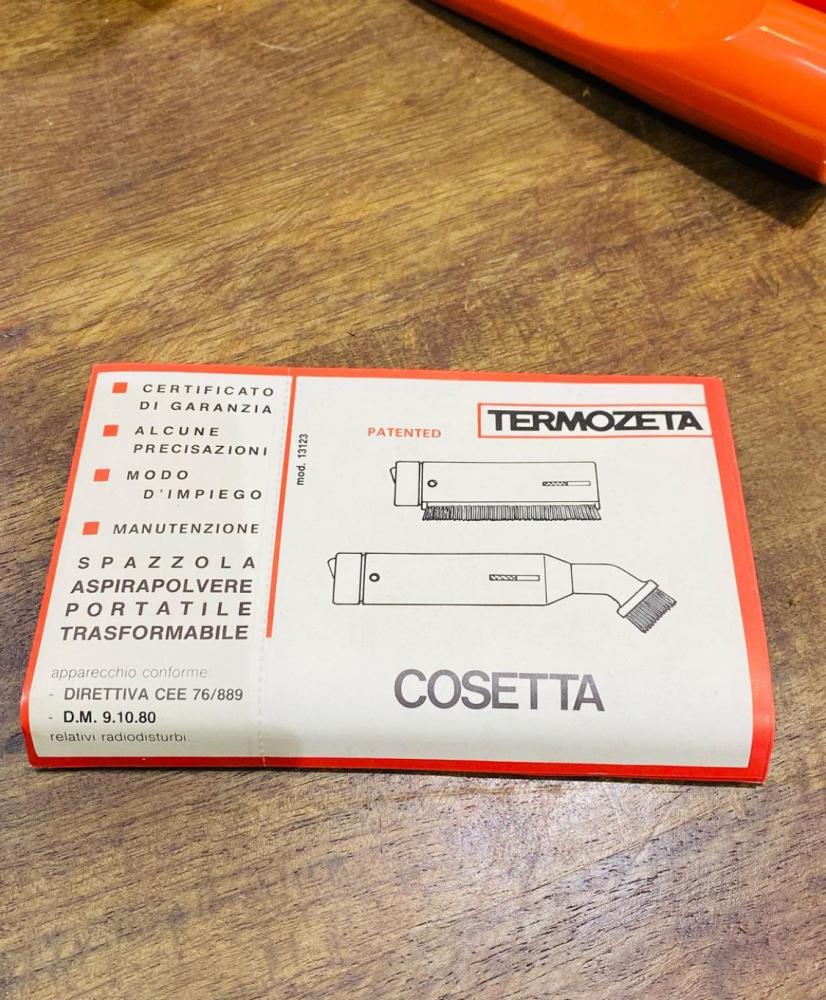 CERTIFICATO
DI GARANZIA
ALCUNE
PRECISAZIONI
MODO
D'IMPIEGO
MANUTENZIONE
SPAZZOLA
ASPIRAPOLVERE
PORTATILE
TRASFORMABILE
apparecchio conforme:
- DIRETTIVA CEE 76/889
- D.M. 9.10.80
relativi radiodisturbi.
mod. 13123
PATENTED
TERMOZETA
COSETTA